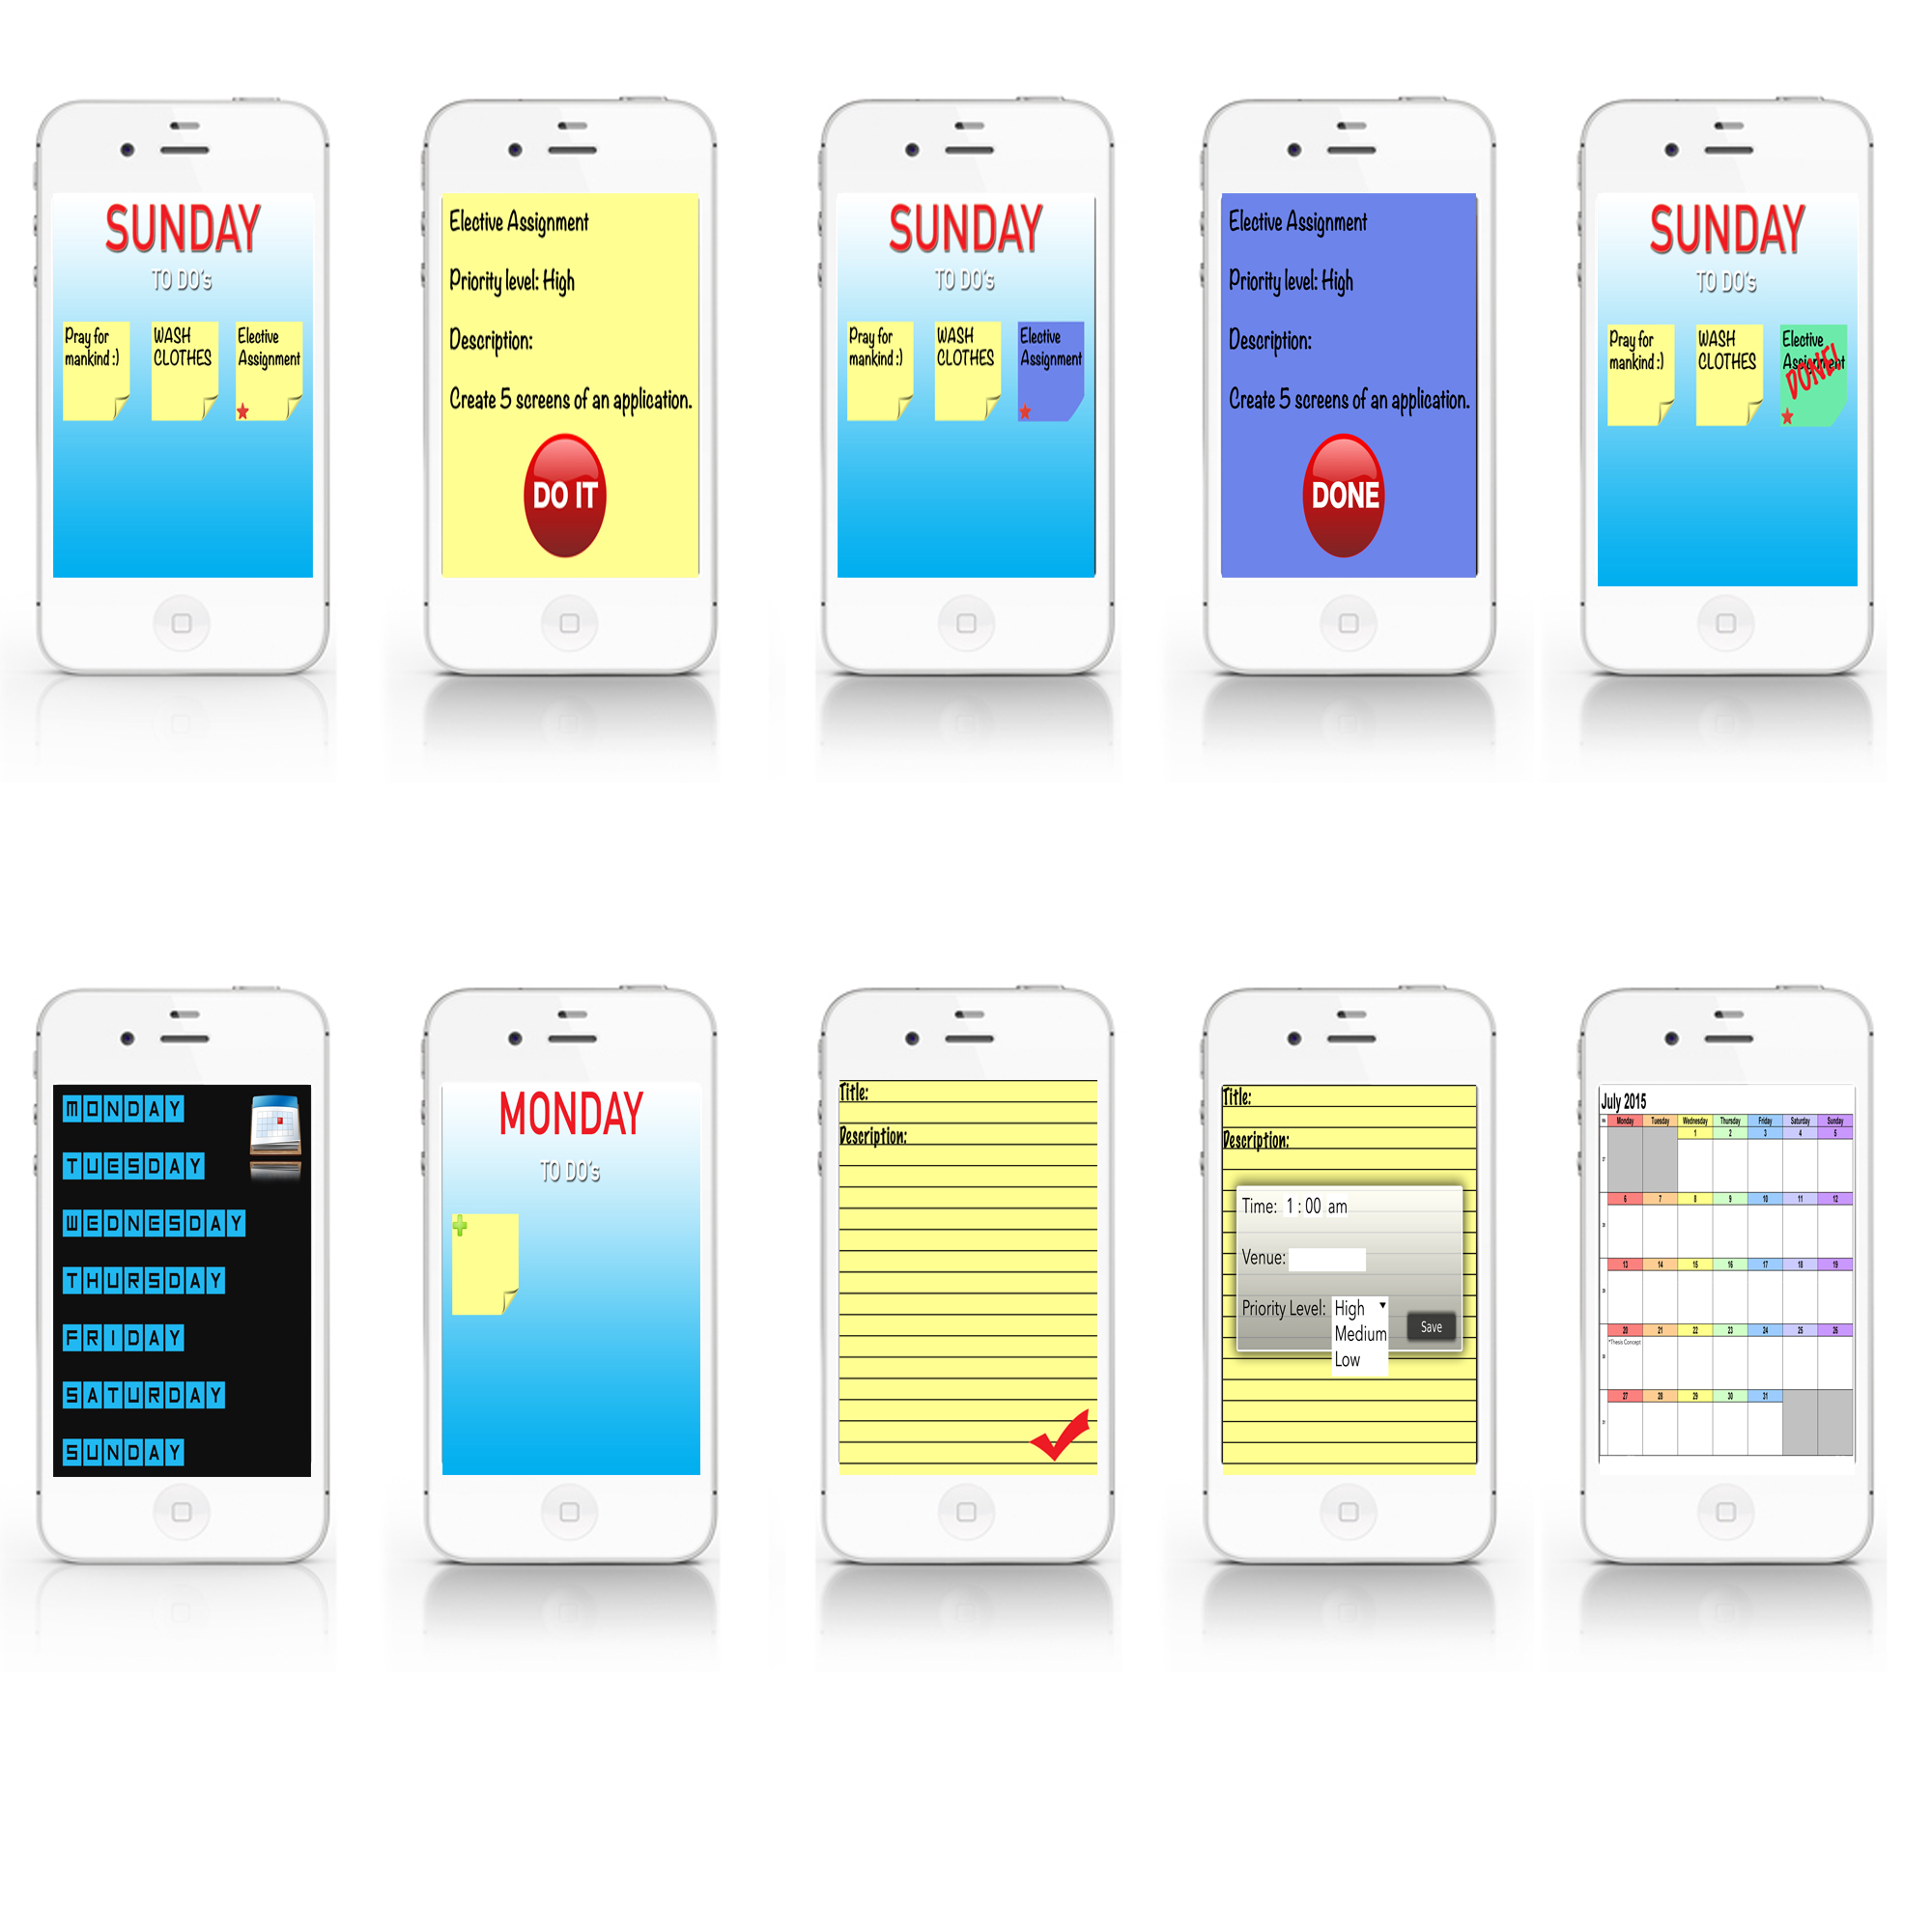 SUNDAY
TO DO's
Pray for
mankind :)
WASH
CLOTHES
Elective
Assignment
Elective Assignment
Priority level: High
Description:
Create 5 screens of an application.
DO IT
SUNDAY
TO DO's
Pray for
mankind :)
WASH
CLOTHES
Elective
Assignment
Elective Assignment
Priority level: High
Description:
Create 5 screens of an application.
DONE
SUNDAY
TO DO's
Pray for
mankind :)
WASH
CLOTHES
Elective
Assignment
DONE!
MONDAY
TUESDAY
WEDNESDAY
THURSDAY
FRIDAY
SATURDAY
SUNDAY
MONDAY
TO DO's
Title:
Description:
Title:
Description:
Time: 1 : 00 am
Venue:
Priority Level: High
Medium
Low
Save
July 2015
Monday Tuesday Wednesday Thursday Friday Saturday Sunday
1 2 3 4 5
6 7 8 9 10 11 12
13 14 15 16 17 18 19
20 21 22 23 24 25 26
*Thesis Concept
27 28 29 30 31